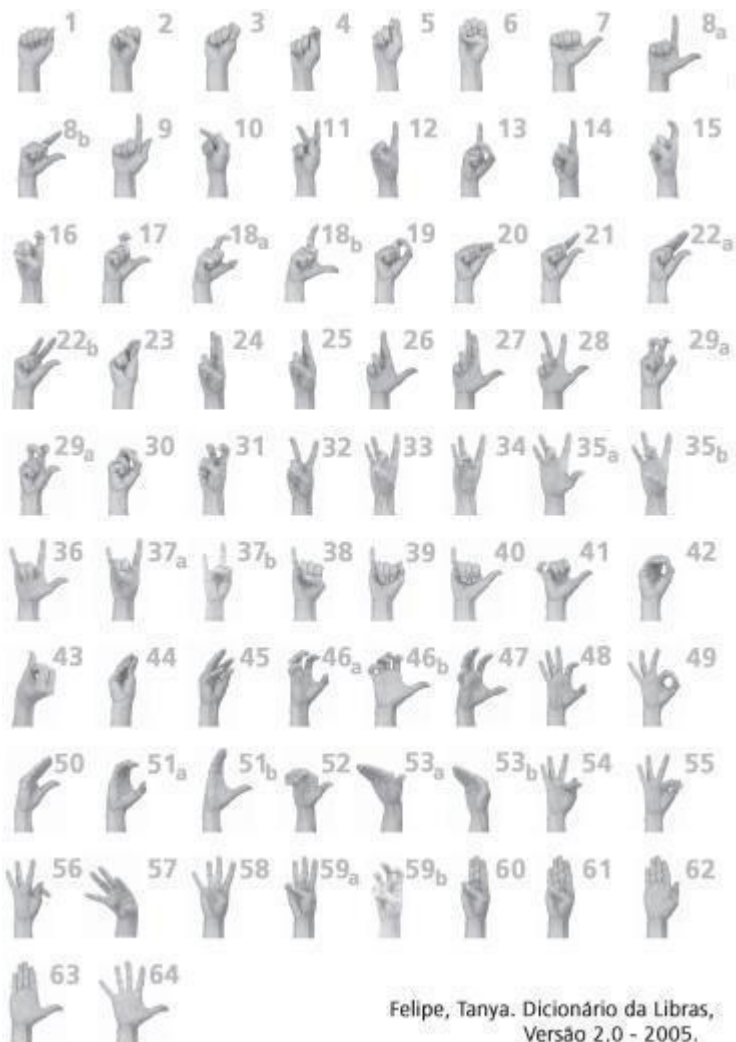 1 2 3 4 5 6 7 8a
8b 9 10 11 12 13 14 15
16 17 18a 18b 19 20 21 22a
22b 23 24 25 26 27 28 29a
29a 30 31 32 33 34 35a 35b
36 37a 37b 38 39 40 41 42
43 44 45 46a 46b 47 48 49
50 51a 51b 52 53a 53b 54 55
56 57 58 59a 59b 60 61 62
63 64
Felipe, Tanya. Dicionário da Libras,
Versão 2.0 - 2005.